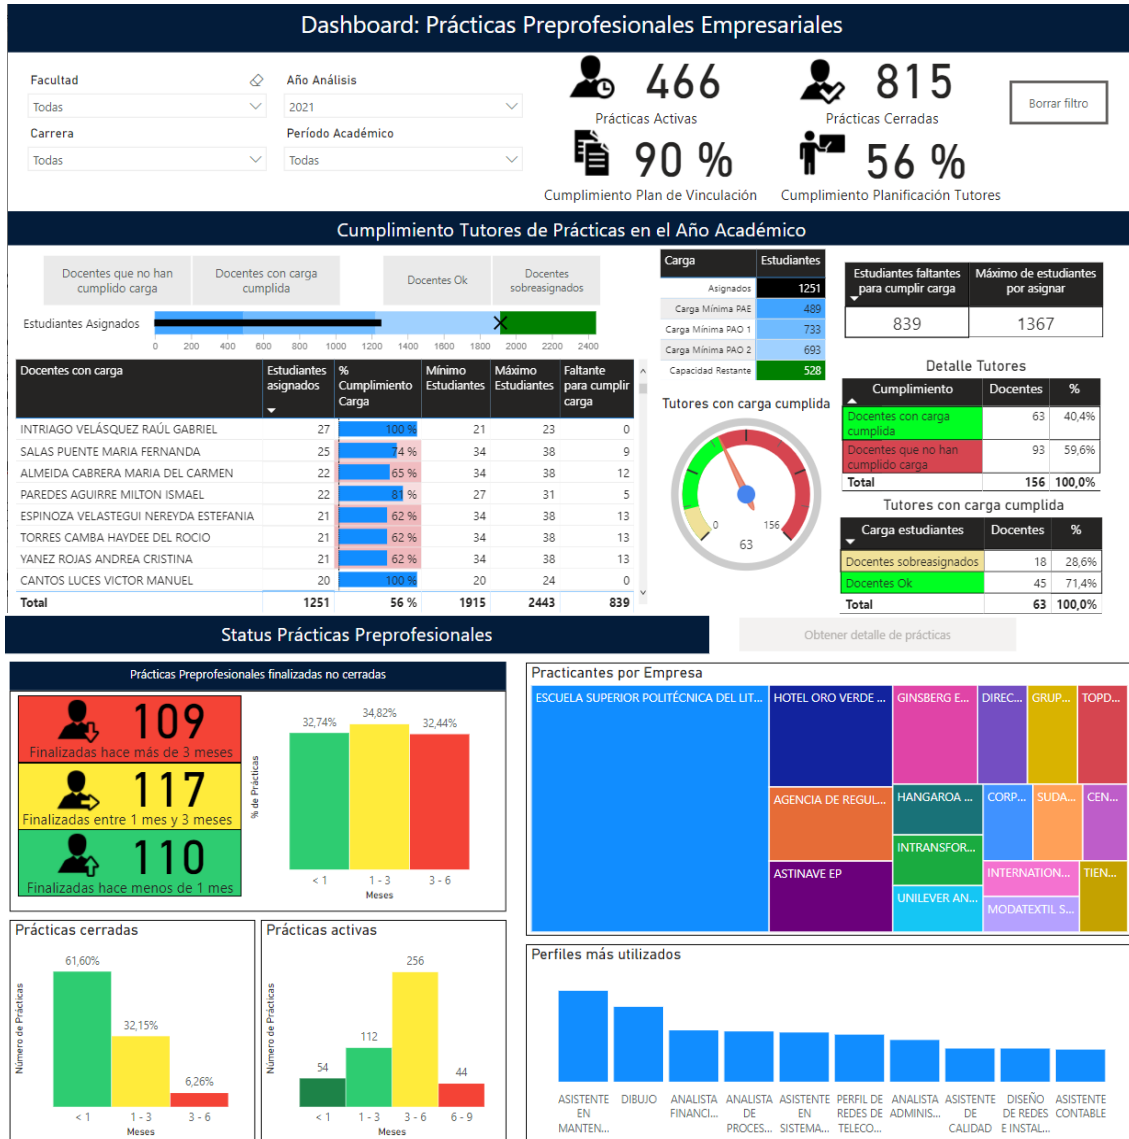 Dashboard: Prácticas Preprofesionales Empresariales
Facultad
Todas
Año Análisis
2021
Carrera
Todas
Período Académico
Todas
466
Prácticas Activas
815
Prácticas Cerradas
90 %
Cumplimiento Plan de Vinculación
56 %
Cumplimiento Planificación Tutores
Borrar filtro
Cumplimiento Tutores de Prácticas en el Año Académico
Docentes que no han cumplido carga
Docentes con carga cumplida
Docentes Ok
Docentes sobreasignados
Estudiantes Asignados
0 200 400 600 800 1000 1200 1400 1600 1800 2000 2200 2400
Docentes con carga Estudiantes asignados % Cumplimiento Carga Mínimo Estudiantes Máximo Estudiantes Faltante para cumplir carga
INTRIAGO VELÁSQUEZ RAÚL GABRIEL 27 100 % 21 23 0
SALAS PUENTE MARIA FERNANDA 25 74 % 34 38 9
ALMEIDA CABRERA MARIA DEL CARMEN 22 65 % 34 38 12
PAREDES AGUIRRE MILTON ISMAEL 22 81 % 27 31 5
ESPINOZA VELASTEGUI NEREYDA ESTEFANIA 21 62 % 34 38 13
TORRES CAMBA HAYDEE DEL ROCIO 21 62 % 34 38 13
YANEZ ROJAS ANDREA CRISTINA 21 62 % 34 38 13
CANTOS LUCES VICTOR MANUEL 20 100 % 20 24 0
Total 1251 56 % 1915 2443 839
Carga Estudiantes
Asignados 1251
Carga Mínima PAE 489
Carga Mínima PAO 1 733
Carga Mínima PAO 2 693
Capacidad Restante 528
Tutores con carga cumplida
0
156
63
Estudiantes faltantes para cumplir carga Máximo de estudiantes por asignar
839 1367
Detalle Tutores
Cumplimiento Docentes %
Docentes con carga cumplida 63 40,4%
Docentes que no han cumplido carga 93 59,6%
Total 156 100,0%
Tutores con carga cumplida
Carga estudiantes Docentes %
Docentes sobreasignados 18 28,6%
Docentes Ok 45 71,4%
Total 63 100,0%
Status Prácticas Preprofesionales
Obtener detalle de prácticas
Prácticas Preprofesionales finalizadas no cerradas
109
Finalizadas hace más de 3 meses
117
Finalizadas entre 1 mes y 3 meses
110
Finalizadas hace menos de 1 mes
% de Prácticas
32,74% 34,82% 32,44%
< 1 1 - 3 3 - 6
Meses
Practicantes por Empresa
ESCUELA SUPERIOR POLITÉCNICA DEL LIT...
HOTEL ORO VERDE ...
GINSBERG E...
DIREC...
GRUP...
TOPD...
AGENCIA DE REGUL...
HANGAROA ...
CORP...
SUDA...
CEN...
INTRANSFOR...
ASTINAVE EP
INTERNATION...
TIEN...
UNILEVER AN...
MODATEXTIL S...
Prácticas cerradas
Número de Prácticas
61,60%
32,15%
6,26%
< 1 1 - 3 3 - 6
Meses
Prácticas activas
Número de Prácticas
54
112
256
44
< 1 1 - 3 3 - 6 6 - 9
Meses
Perfiles más utilizados
ASISTENTE EN MANTEN...
DIBUJO
ANALISTA FINANCI...
ANALISTA DE PROCES...
ASISTENTE EN SISTEMA...
PERFIL DE REDES DE TELECO...
ANALISTA ADMINIS...
ASISTENTE DE CALIDAD
DISEÑO DE REDES E INSTAL...
ASISTENTE CONTABLE